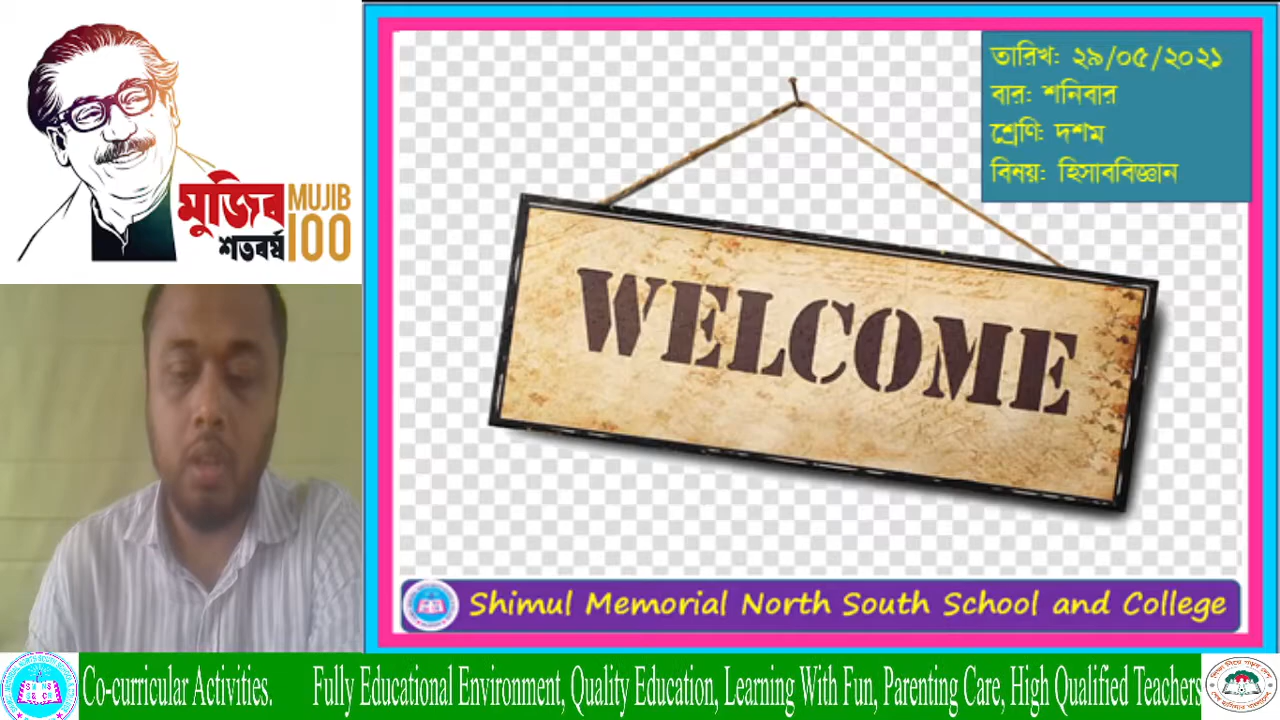 মুজিব
শতবর্ষ
MUJIB
100
তারিখ: ২৯/০৫/২০২১
বার: শনিবার
শ্রেণি: দশম
বিষয়: হিসাববিজ্ঞান
WELCOME
Shimul Memorial North South School and College
Co-curricular Activities. Fully Educational Environment, Quality Education, Learning With Fun, Parenting Care, High Qualified Teachers